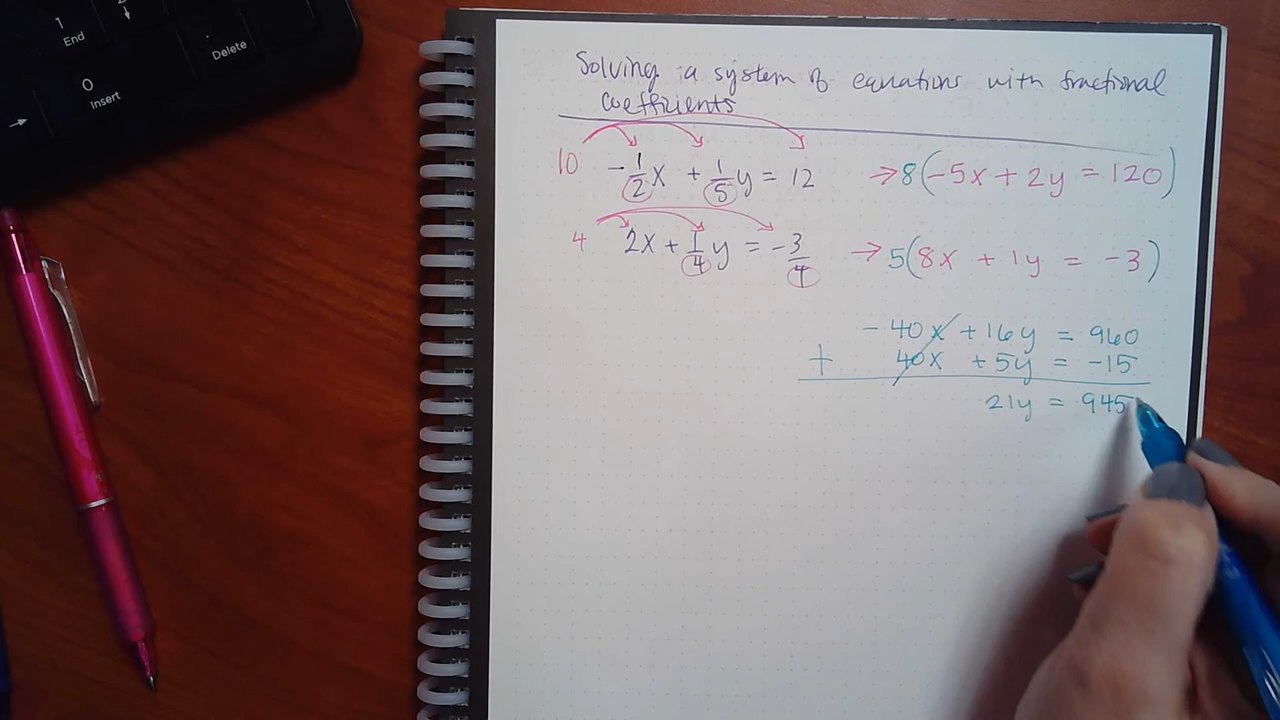 1
End
↓
.
Delete
0
Insert
→
Solving a system of equations with fractional
coefficients
10 -1/2x + 1/5y = 12 → 8(-5x + 2y = 120)
4 2x + 1/4y = -3/4 → 5(8x + 1y = -3)
-40x + 16y = 960
+ 40x + 5y = -15
21y = 945